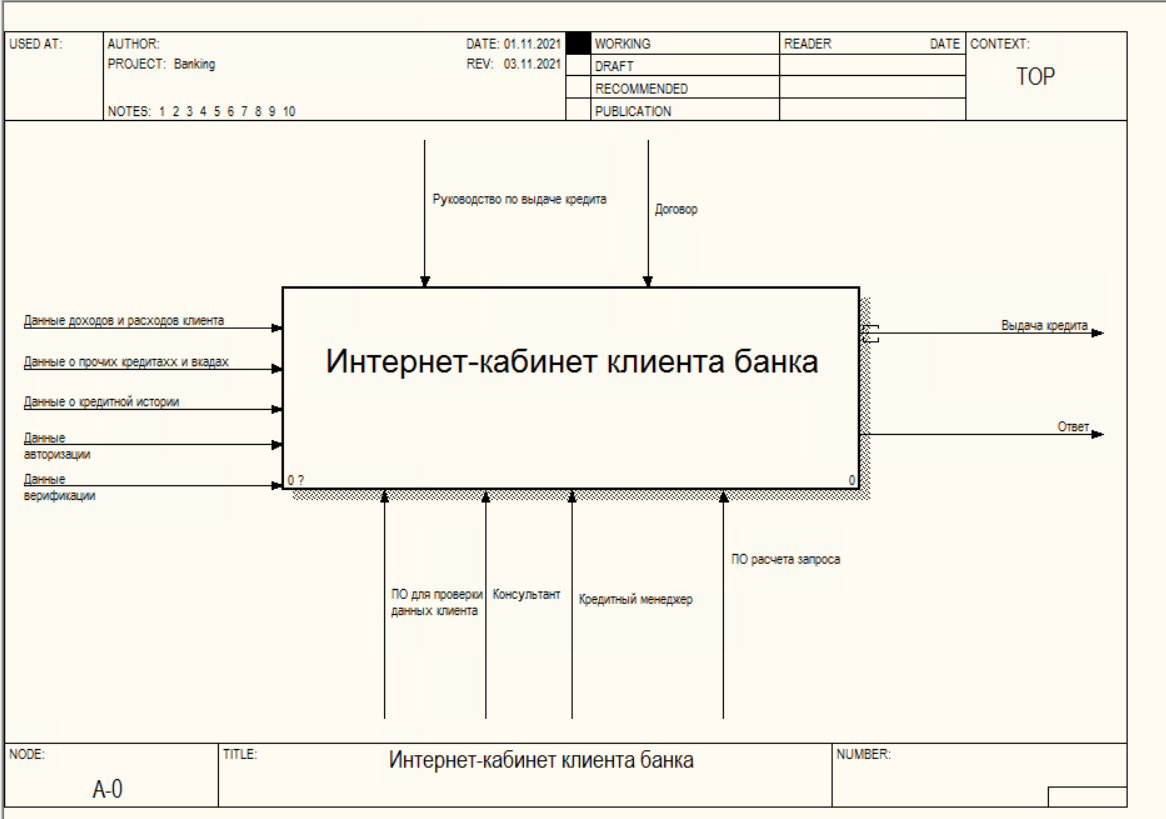 USED AT:
AUTHOR:
DATE: 01.11.2021
WORKING
READER
DATE
CONTEXT:
PROJECT: Banking
REV: 03.11.2021
DRAFT
TOP
RECOMMENDED
NOTES: 1 2 3 4 5 6 7 8 9 10
PUBLICATION
Руководство по выдаче кредита
Договор
Данные доходов и расходов клиента
Выдача кредита
Интернет-кабинет клиента банка
Данные о прочих кредитахх и вкадах
Данные о кредитной истории
Ответ
Данные
авторизации
Данные
верификации
0 ?
0
ПО расчета запроса
ПО для проверки
данных клиента
Консультант
Кредитный менеджер
NODE:
TITLE:
Интернет-кабинет клиента банка
NUMBER:
A-0